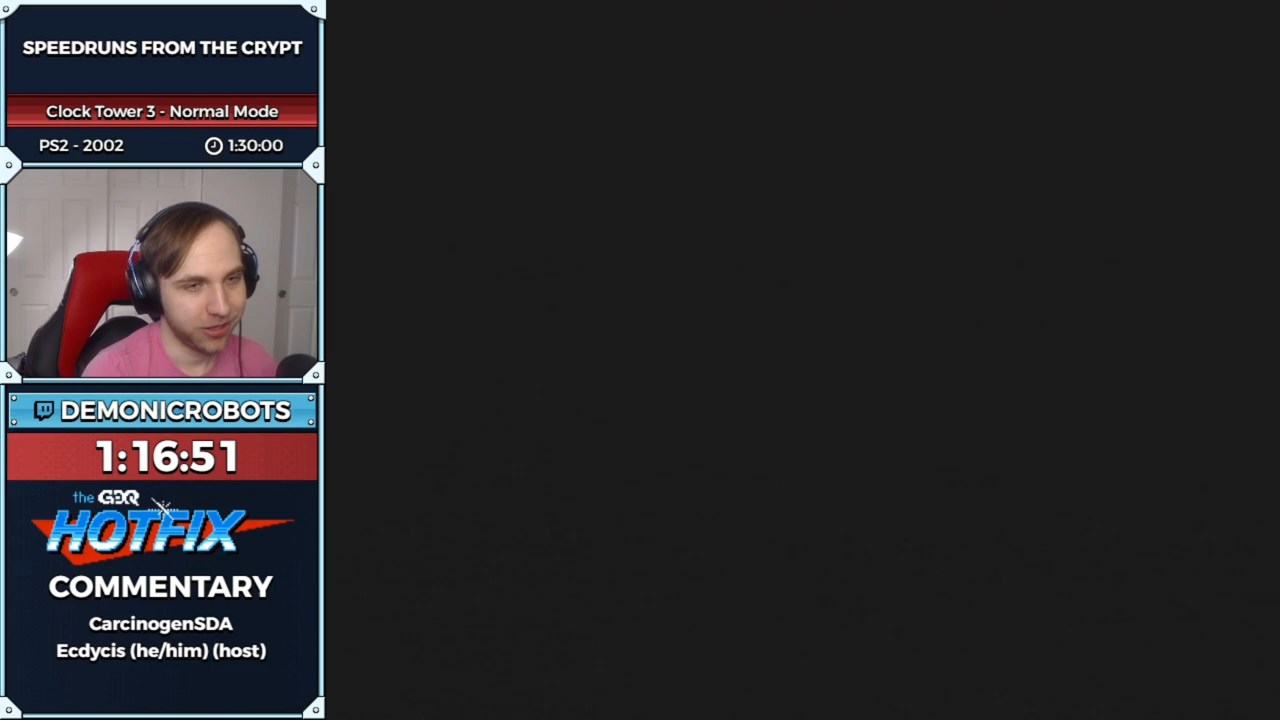 SPEEDRUNS FROM THE CRYPT
Clock Tower 3 - Normal Mode
PS2 - 2002 1:30:00
DEMONICROBOTS
1:16:51
the GDQ
HOTFIX
COMMENTARY
CarcinogenSDA
Ecdycis (he/him) (host)